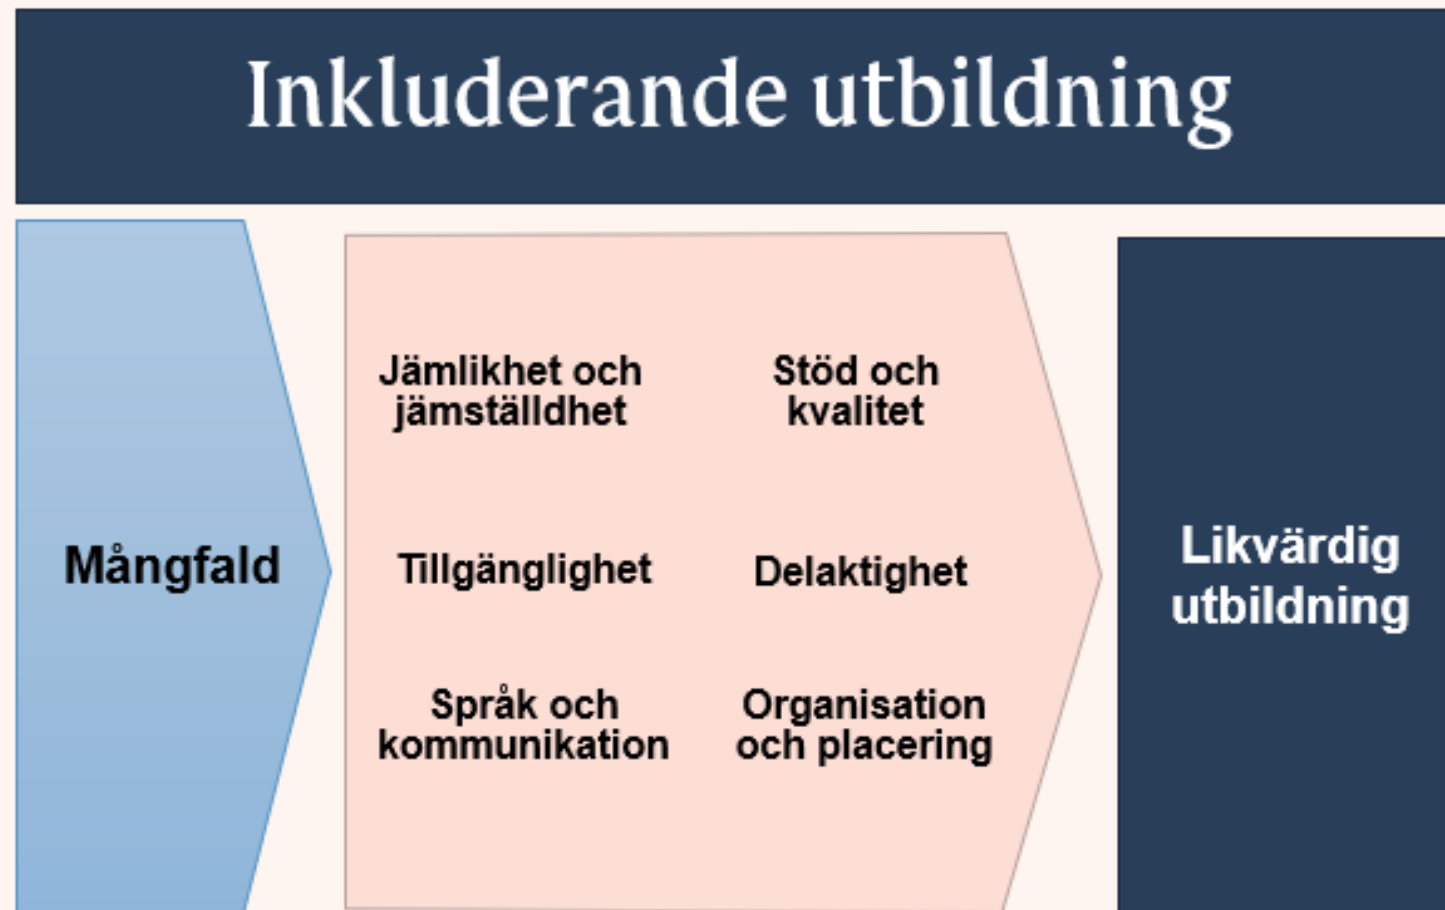 Inkluderande utbildning
Mångfald
Jämlikhet och
jämställdhet
Stöd och
kvalitet
Tillgänglighet
Delaktighet
Språk och
kommunikation
Organisation
och placering
Likvärdig
utbildning